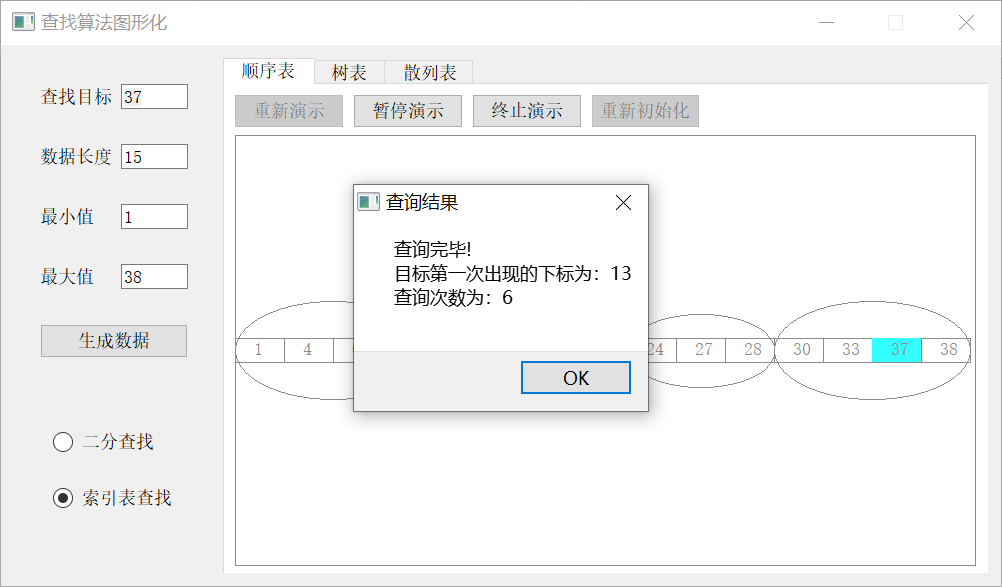 查找算法图形化
查找目标 37
数据长度 15
最小值 1
最大值 38
生成数据
二分查找
索引表查找
顺序表 树表 散列表
重新演示 暂停演示 终止演示 重新初始化
1 4 24 27 28 30 33 37 38
查询结果
查询完毕!
目标第一次出现的下标为：13
查询次数为：6
OK